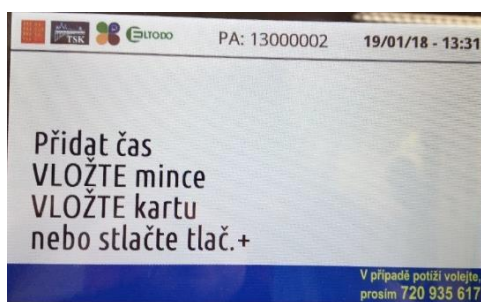 TSK ELTODO PA: 13000002 19/01/18 - 13:31
Přidat čas
VLOŽTE mince
VLOŽTE kartu
nebo stlačte tlač.+
V případě potíží volejte,
prosím 720 935 617